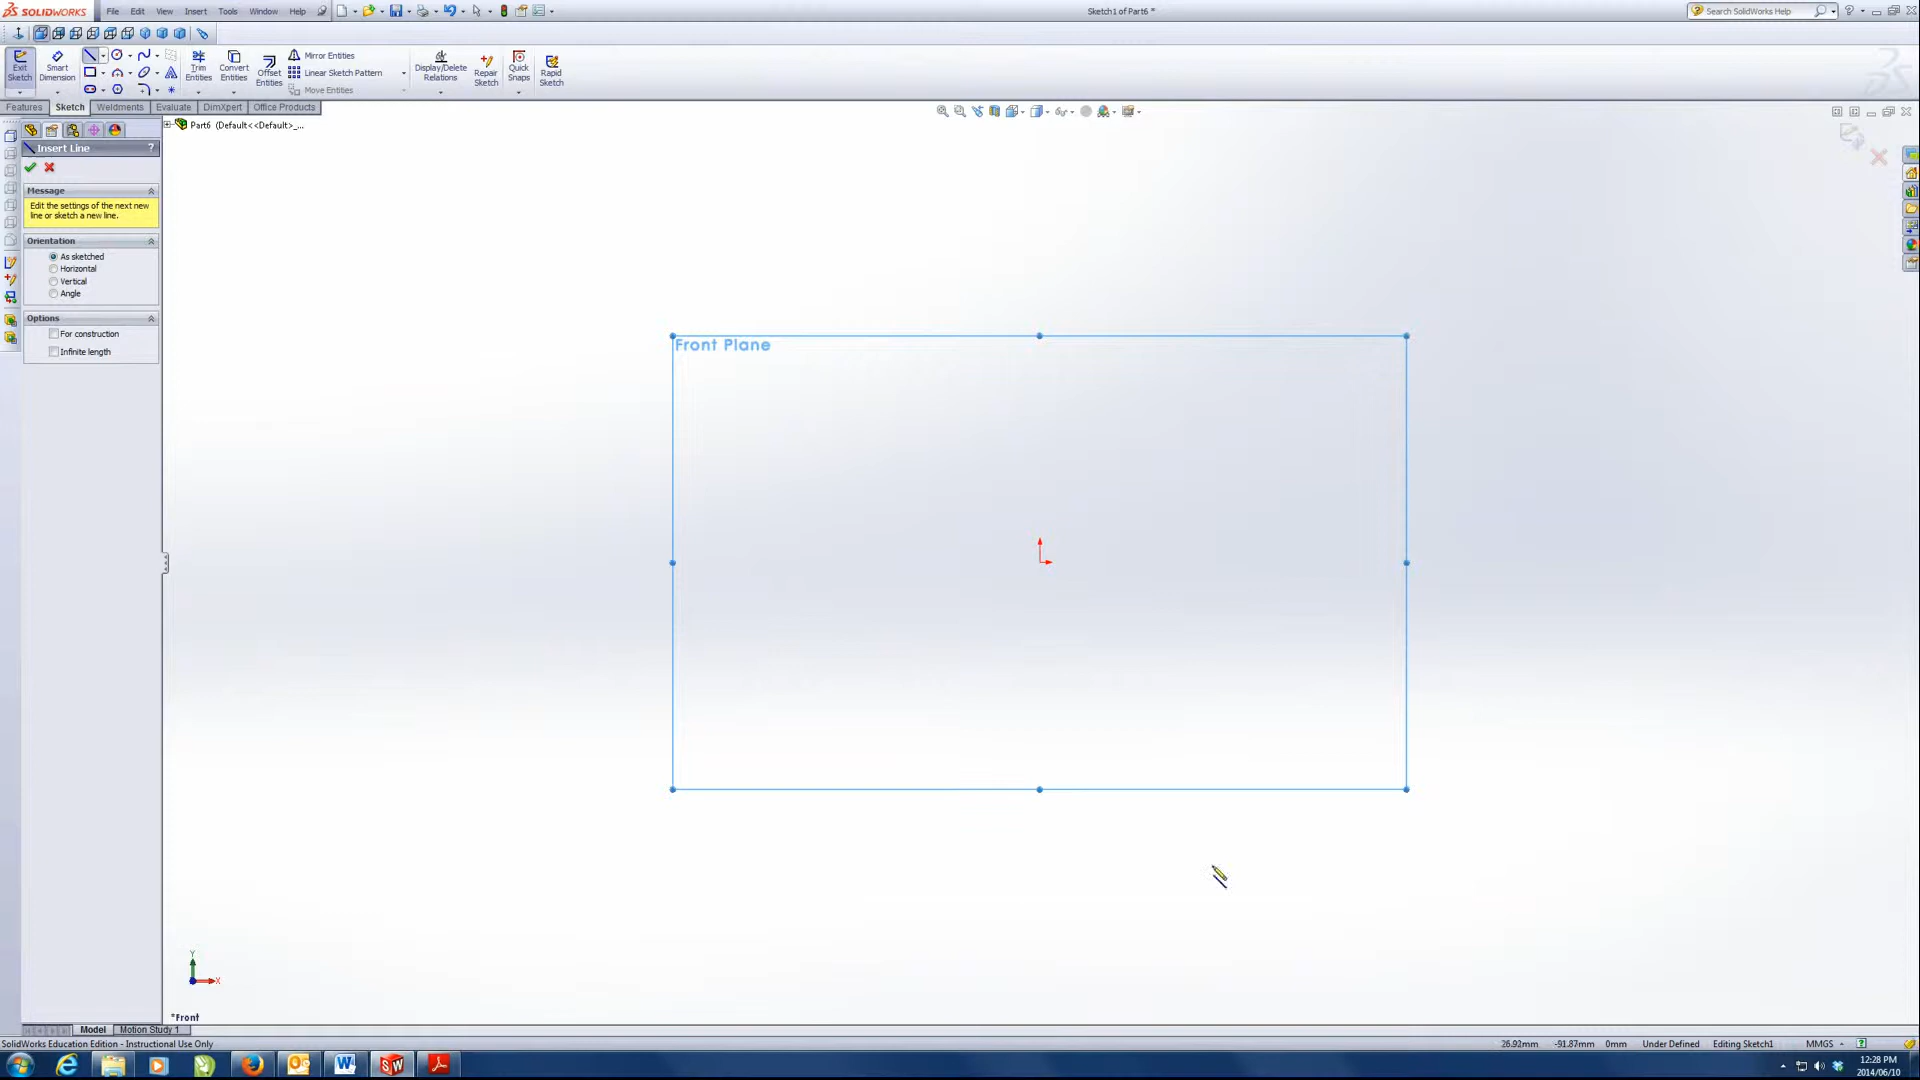 SOLIDWORKS File Edit View Insert Tools Window Help Sketch1 of Part6 * Search SolidWorks Help
Exit Sketch
Smart Dimension
Trim Entities
Convert Entities
Offset Entities
Mirror Entities
Linear Sketch Pattern
Move Entities
Display/Delete Relations
Repair Sketch
Quick Snaps
Rapid Sketch
Features Sketch Weldments Evaluate DimXpert Office Products
Part6 (Default<<Default>_...
Insert Line ?
Message
Edit the settings of the next new
line or sketch a new line.
Orientation
As sketched
Horizontal
Vertical
Angle
Options
For construction
Infinite length
Front Plane
Y
X
*Front
Model Motion Study 1
SolidWorks Education Edition - Instructional Use Only 26.92mm -91.87mm 0mm Under Defined Editing Sketch1 MMGS
12:28 PM
2014/06/10